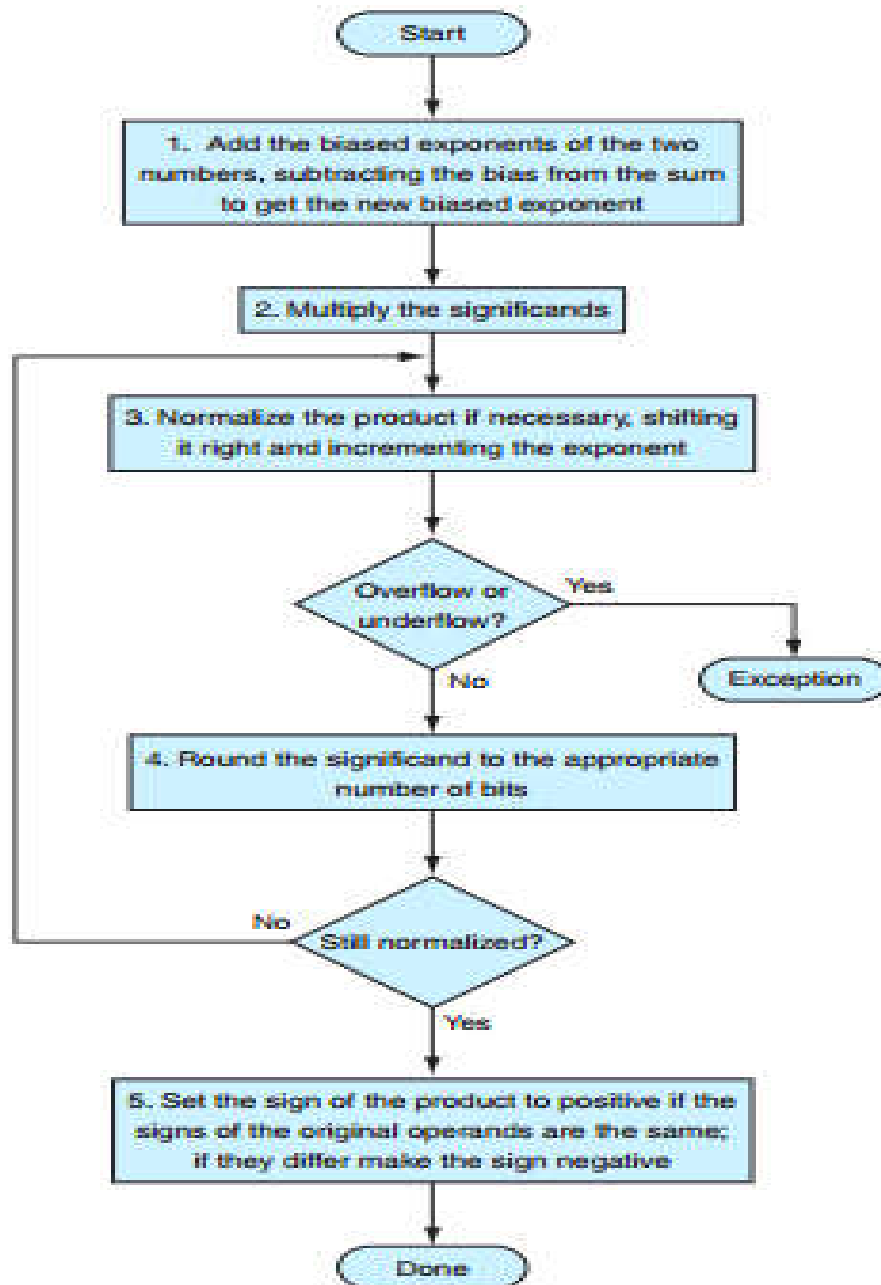 Start
1. Add the biased exponents of the two
numbers, subtracting the bias from the sum
to get the new biased exponent
2. Multiply the significands
3. Normalize the product if necessary, shifting
it right and incrementing the exponent
Overflow or
underflow?
Yes
Exception
No
4. Round the significand to the appropriate
number of bits
No
Still normalized?
Yes
5. Set the sign of the product to positive if the
signs of the original operands are the same;
if they differ make the sign negative
Done